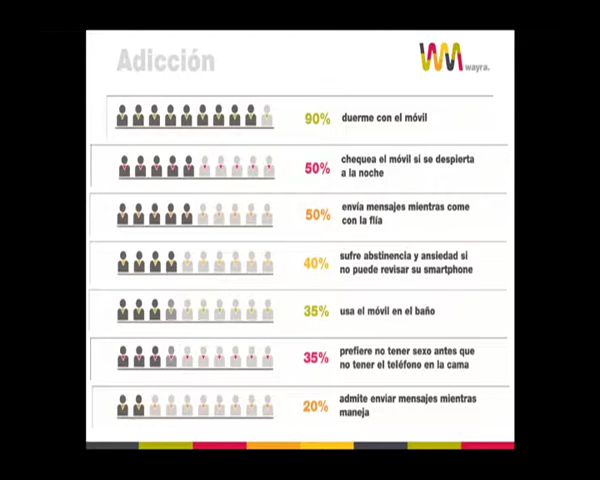 Adicción
wayra.
90% duerme con el móvil
50% chequea el móvil si se despierta
a la noche
50% envía mensajes mientras come
con la flía
40% sufre abstinencia y ansiedad si
no puede revisar su smartphone
35% usa el móvil en el baño
35% prefiere no tener sexo antes que
no tener el teléfono en la cama
20% admite enviar mensajes mientras
maneja